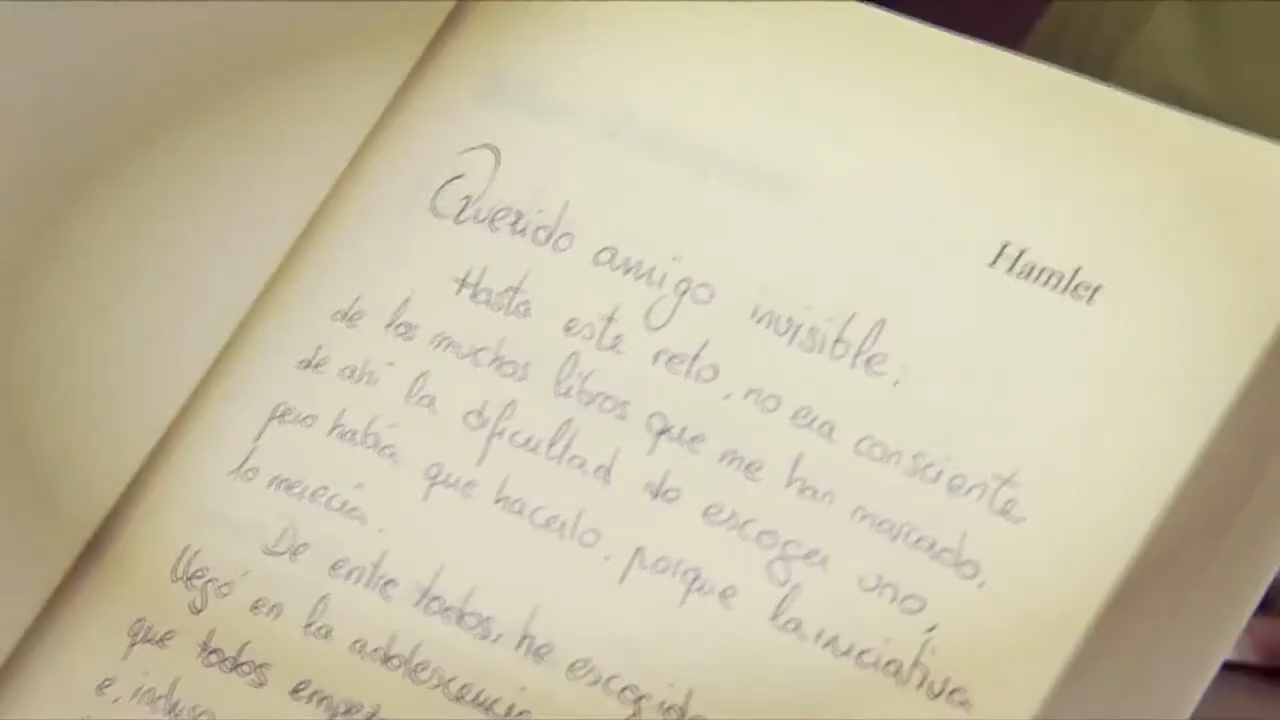 Hamlet
Querido amigo invisible:
Hasta este reto, no era consciente
de los muchos libros que me han marcado,
de ahí la dificultad de escoger uno,
pero había que hacerlo, porque la iniciativa
lo merecía.
De entre todos, he escogido
llegó en la adolescencia
que todos
e, incluso